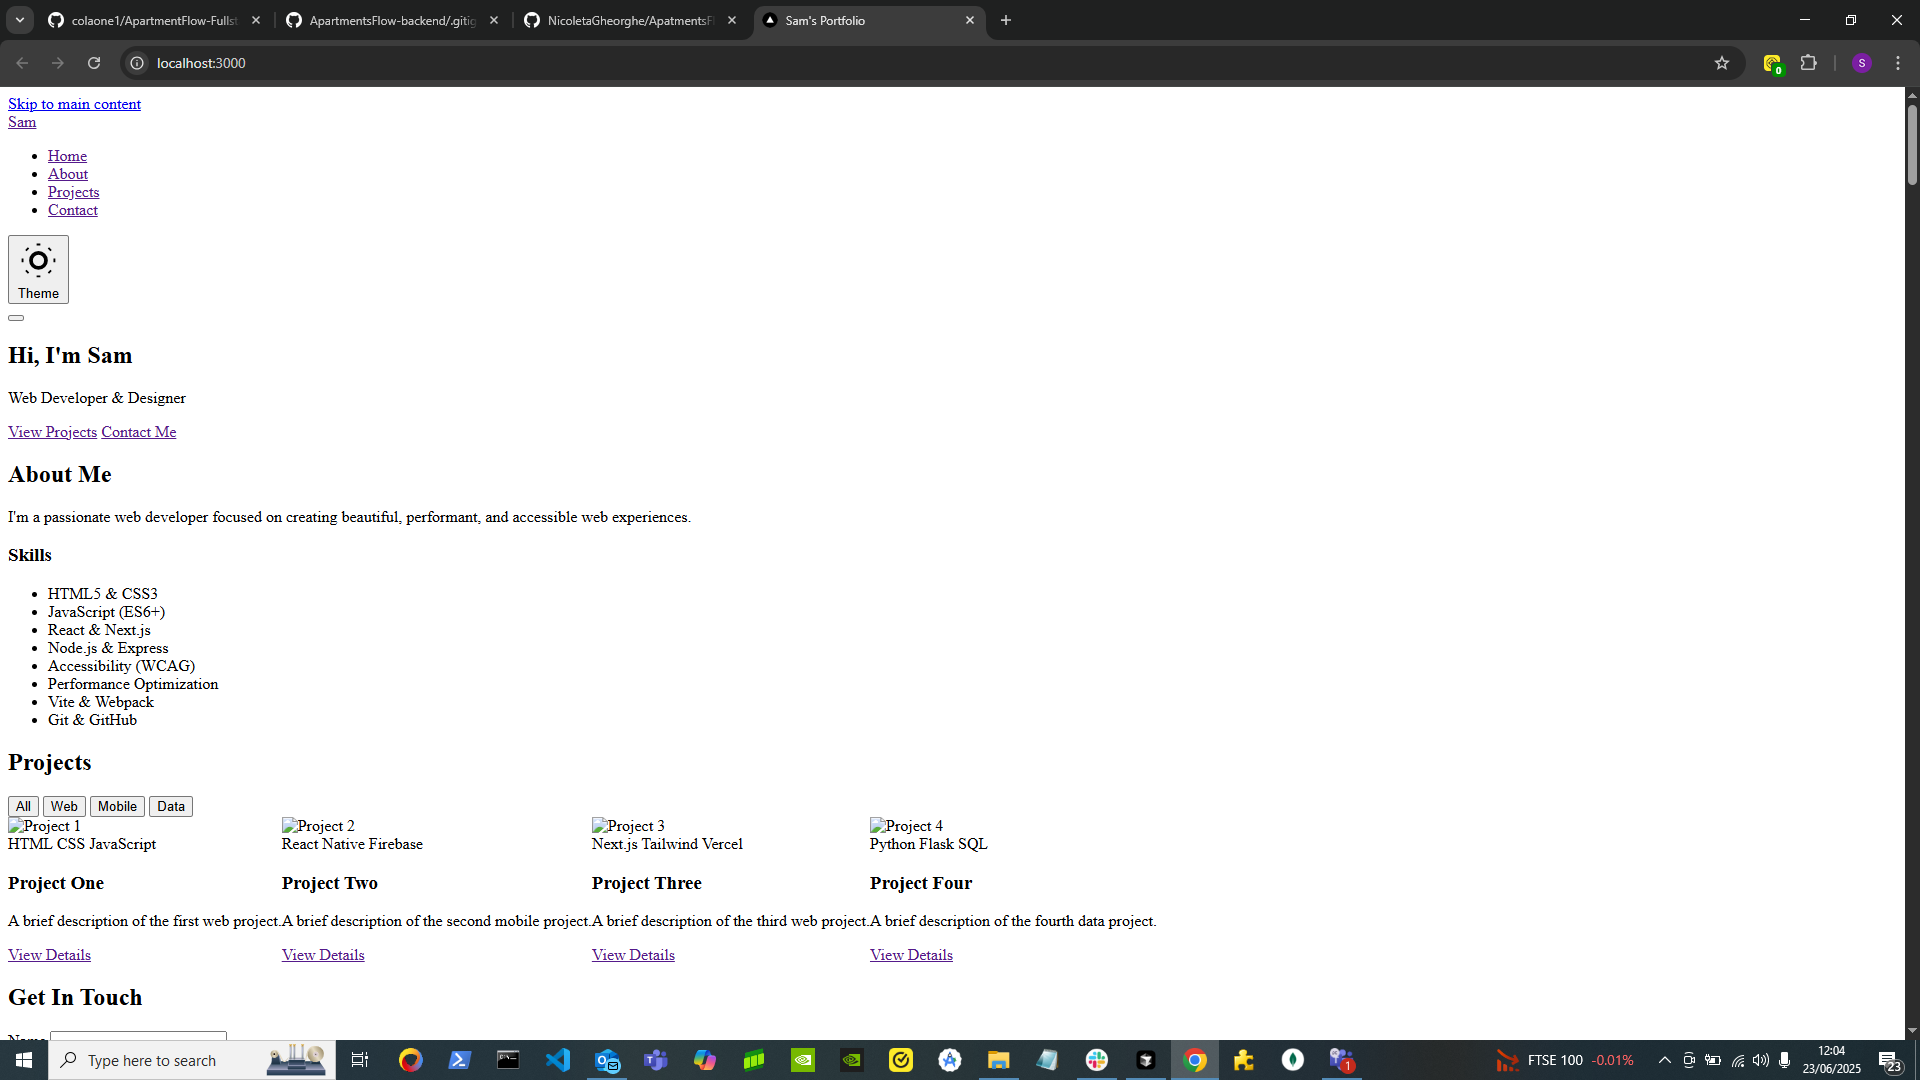 colaone1/ApartmentFlow-Fullst
ApartmentsFlow-backend/.gitig
NicoletaGheorghe/ApatmentsFl
Sam's Portfolio
localhost:3000
0
S
Skip to main content
Sam
Home
About
Projects
Contact
Theme
Hi, I'm Sam
Web Developer & Designer
View Projects Contact Me
About Me
I'm a passionate web developer focused on creating beautiful, performant, and accessible web experiences.
Skills
HTML5 & CSS3
JavaScript (ES6+)
React & Next.js
Node.js & Express
Accessibility (WCAG)
Performance Optimization
Vite & Webpack
Git & GitHub
Projects
All Web Mobile Data
Project 1 Project 2 Project 3 Project 4
HTML CSS JavaScript React Native Firebase Next.js Tailwind Vercel Python Flask SQL
Project One Project Two Project Three Project Four
A brief description of the first web project. A brief description of the second mobile project. A brief description of the third web project. A brief description of the fourth data project.
View Details View Details View Details View Details
Get In Touch
Name
Type here to search
1
FTSE 100 -0.01%
12:04
23/06/2025
23